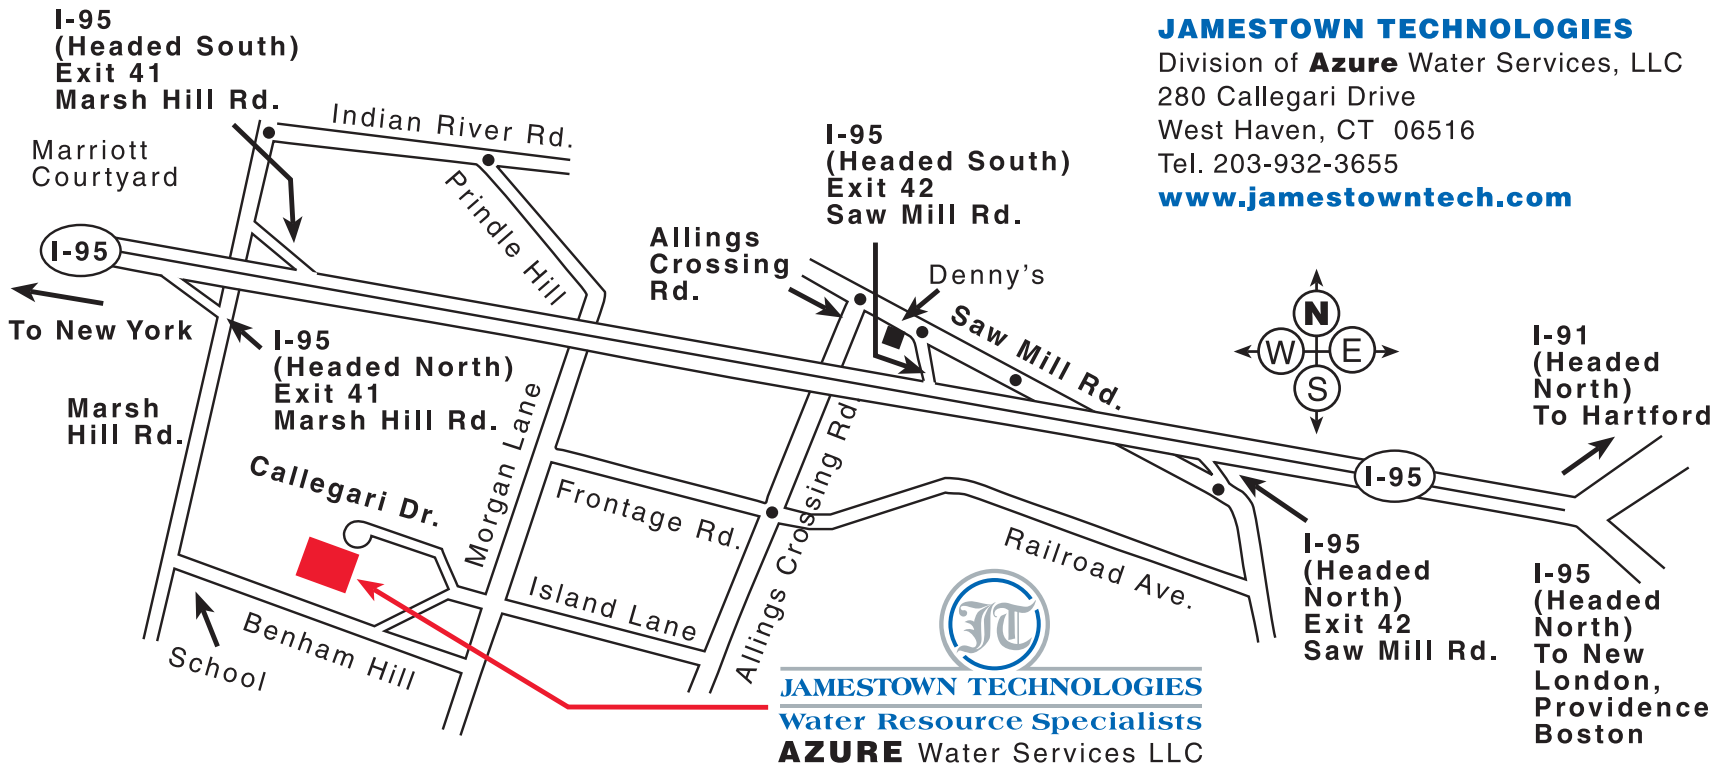 I-95
(Headed South)
Exit 41
Marsh Hill Rd.
Marriott
Courtyard
Indian River Rd.
Prindle Hill
I-95
To New York
I-95
(Headed North)
Exit 41
Marsh Hill Rd.
Marsh
Hill Rd.
Callegari Dr.
Morgan Lane
Frontage Rd.
Island Lane
Benham Hill
School
Allings
Crossing
Rd.
I-95
(Headed South)
Exit 42
Saw Mill Rd.
Denny's
Saw Mill Rd.
Allings Crossing Rd.
Railroad Ave.
JAMESTOWN TECHNOLOGIES
Division of Azure Water Services, LLC
280 Callegari Drive
West Haven, CT 06516
Tel. 203-932-3655
www.jamestowntech.com
N
W E
S
I-91
(Headed
North)
To Hartford
I-95
I-95
(Headed
North)
Exit 42
Saw Mill Rd.
I-95
(Headed
North)
To New
London,
Providence
Boston
JT
JAMESTOWN TECHNOLOGIES
Water Resource Specialists
AZURE Water Services LLC